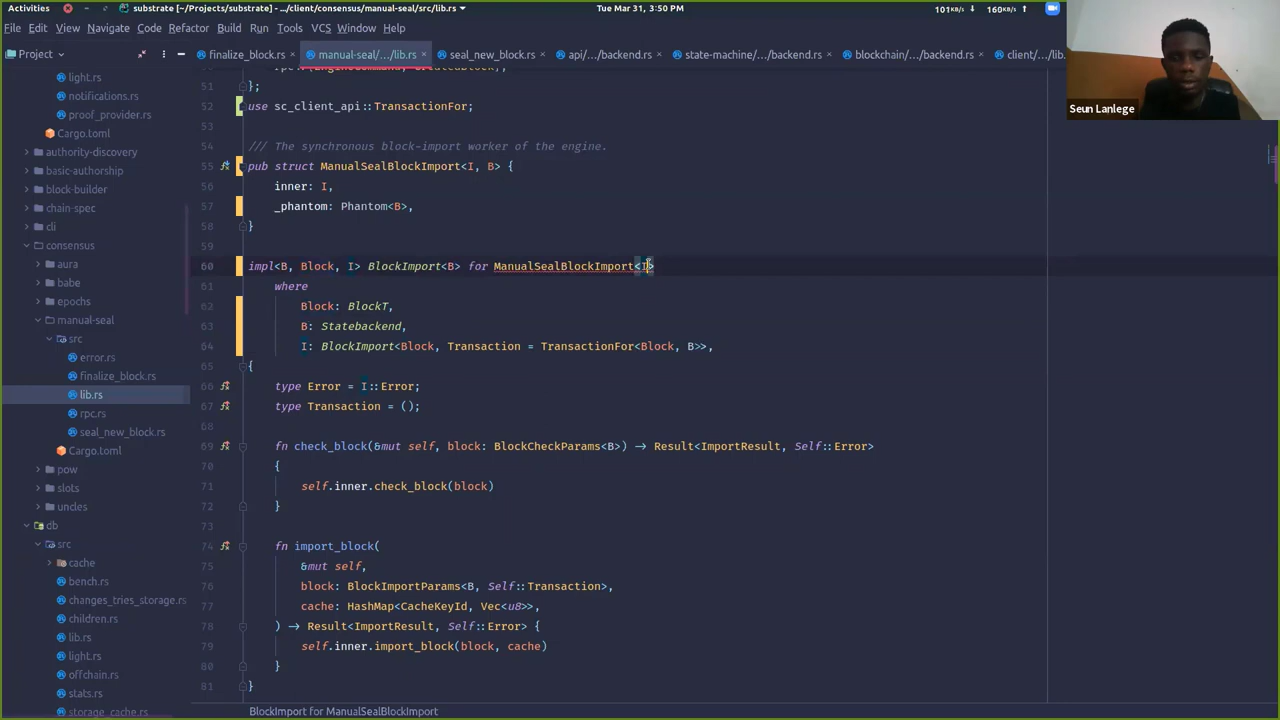 Activities
substrate [~/Projects/substrate] - .../client/consensus/manual-seal/src/lib.rs
Tue Mar 31, 3:50 PM
101KB/s ↓ 160KB/s ↑
File Edit View Navigate Code Refactor Build Run Tools VCS Window Help
Project
finalize_block.rs × manual-seal/.../lib.rs × seal_new_block.rs × api/.../backend.rs × state-machine/.../backend.rs × blockchain/.../backend.rs × client/.../lib.
Seun Lanlege
light.rs
notifications.rs
proof_provider.rs
Cargo.toml
authority-discovery
basic-authorship
block-builder
chain-spec
cli
consensus
aura
babe
epochs
manual-seal
src
error.rs
finalize_block.rs
lib.rs
rpc.rs
seal_new_block.rs
Cargo.toml
pow
slots
uncles
db
src
cache
bench.rs
changes_tries_storage.rs
children.rs
lib.rs
light.rs
offchain.rs
stats.rs
storage_cache.rs
51 };
52 use sc_client_api::TransactionFor;
53
54 /// The synchronous block-import worker of the engine.
55 pub struct ManualSealBlockImport<I, B> {
56 inner: I,
57 _phantom: Phantom<B>,
58 }
59
60 impl<B, Block, I> BlockImport<B> for ManualSealBlockImport<I>
61 where
62 Block: BlockT,
63 B: Statebackend,
64 I: BlockImport<Block, Transaction = TransactionFor<Block, B>>,
65 {
66 type Error = I::Error;
67 type Transaction = ();
68
69 fn check_block(&mut self, block: BlockCheckParams<B>) → Result<ImportResult, Self::Error>
70 {
71 self.inner.check_block(block)
72 }
73
74 fn import_block(
75 &mut self,
76 block: BlockImportParams<B, Self::Transaction>,
77 cache: HashMap<CacheKeyId, Vec<u8>>,
78 ) → Result<ImportResult, Self::Error> {
79 self.inner.import_block(block, cache)
80 }
81 }
BlockImport for ManualSealBlockImport